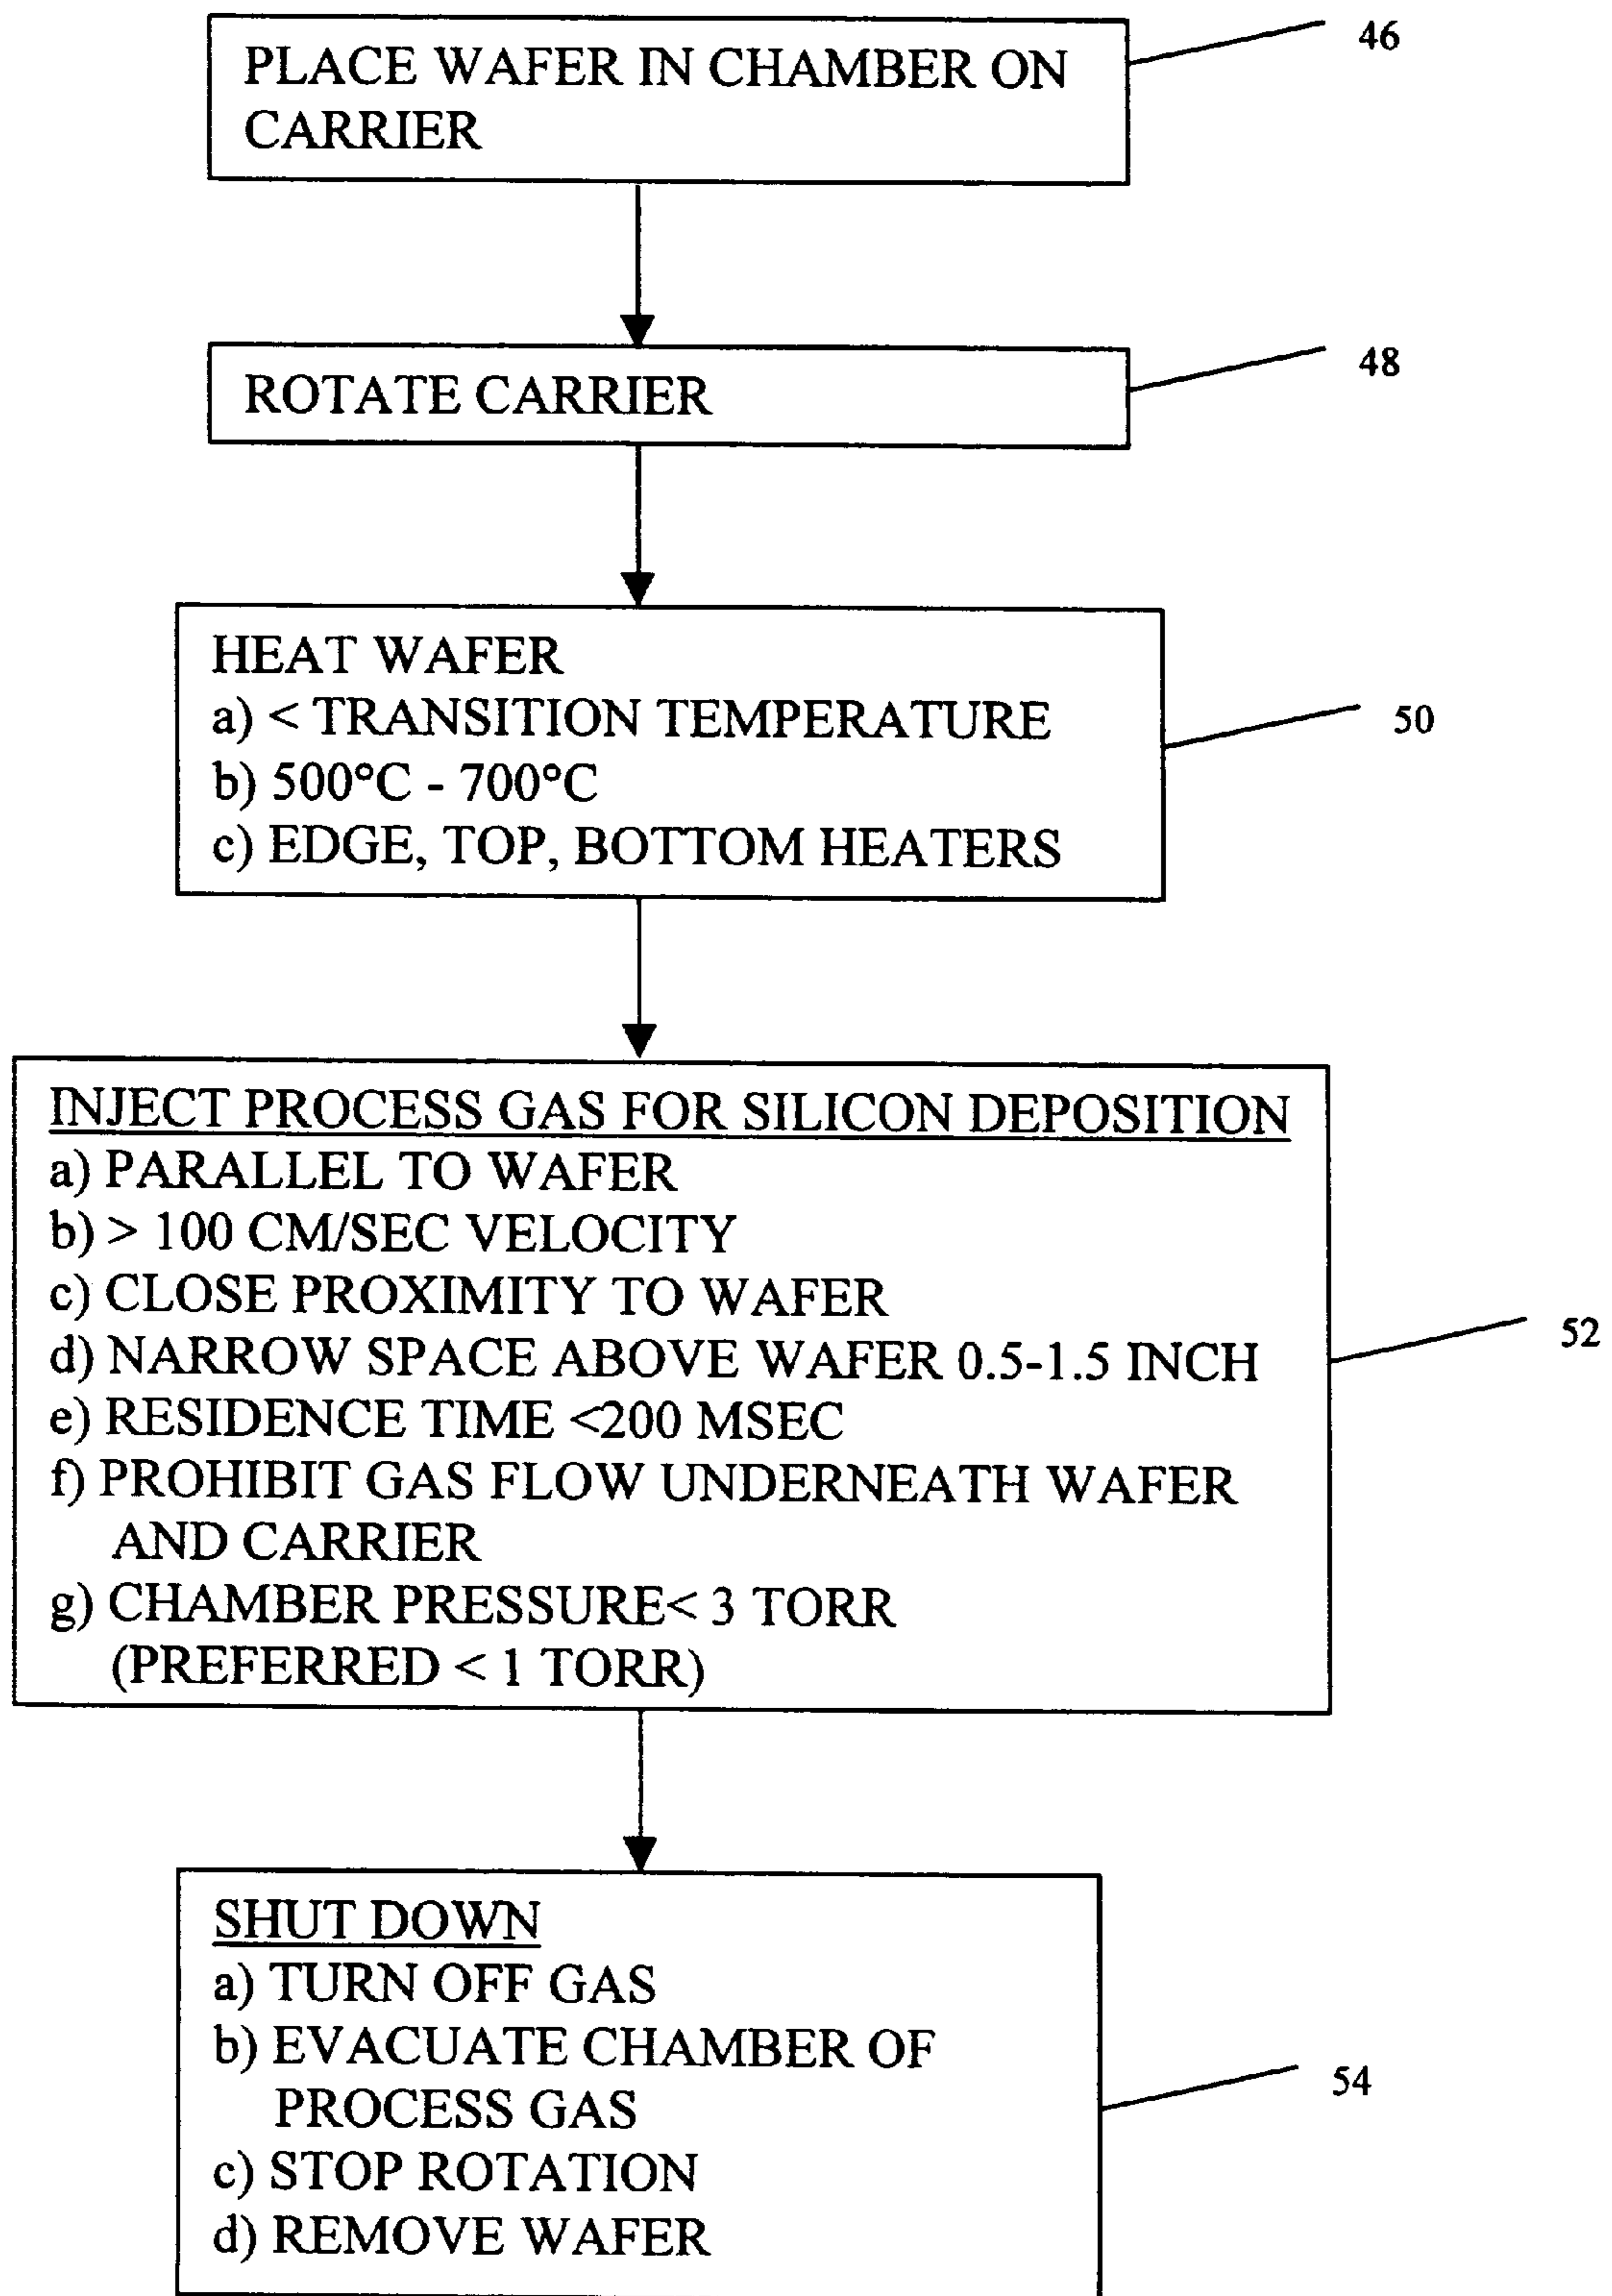 PLACE WAFER IN CHAMBER ON
CARRIER
46
ROTATE CARRIER
48
HEAT WAFER
a) < TRANSITION TEMPERATURE
b) 500°C - 700°C
c) EDGE, TOP, BOTTOM HEATERS
50
INJECT PROCESS GAS FOR SILICON DEPOSITION
a) PARALLEL TO WAFER
b) > 100 CM/SEC VELOCITY
c) CLOSE PROXIMITY TO WAFER
d) NARROW SPACE ABOVE WAFER 0.5-1.5 INCH
e) RESIDENCE TIME <200 MSEC
f) PROHIBIT GAS FLOW UNDERNEATH WAFER
AND CARRIER
g) CHAMBER PRESSURE< 3 TORR
(PREFERRED < 1 TORR)
52
SHUT DOWN
a) TURN OFF GAS
b) EVACUATE CHAMBER OF
PROCESS GAS
c) STOP ROTATION
d) REMOVE WAFER
54